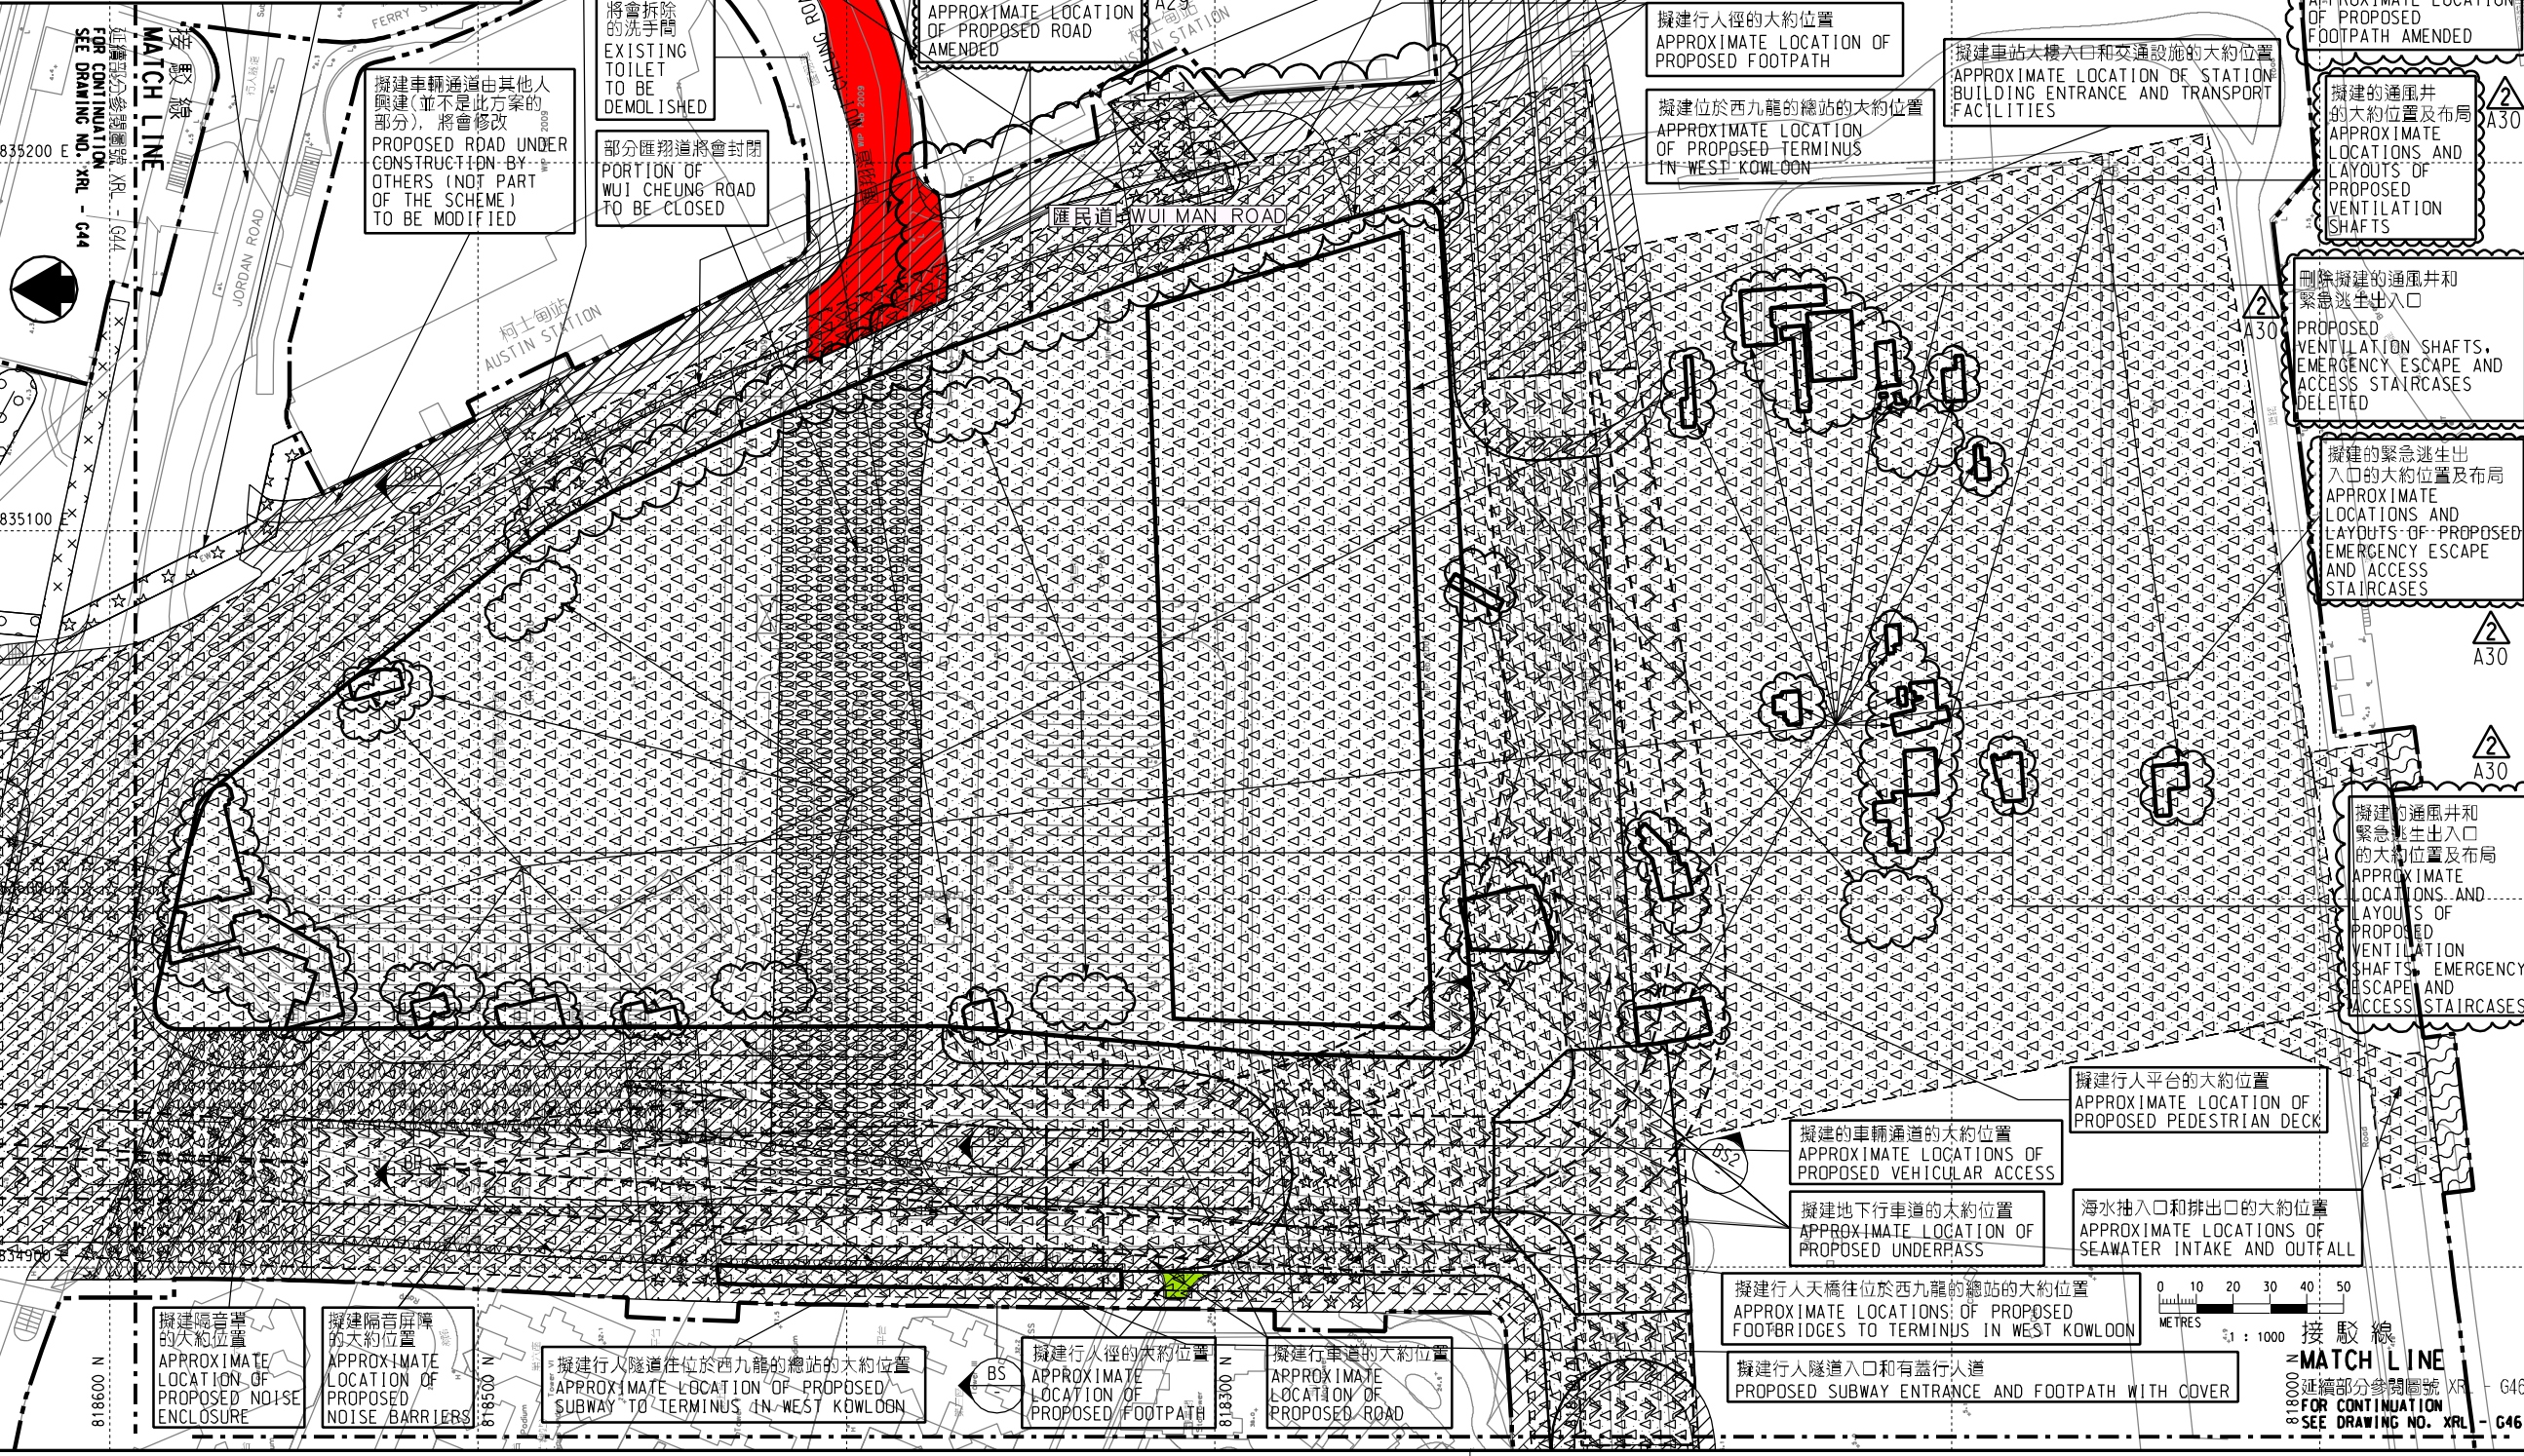 接駁線
MATCH LINE
延續部分參閱圖號 XRL - G44
FOR CONTINUATION
SEE DRAWING NO. XRL - G44
835200 E
835100 E
834900 E
JORDAN ROAD
行人隧道
擬建車輛通道由其他人
興建(並不是此方案的
部分), 將會修改
PROPOSED ROAD UNDER
CONSTRUCTION BY
OTHERS (NOT PART
OF THE SCHEME)
TO BE MODIFIED
將會拆除
的洗手間
EXISTING
TOILET
TO BE
DEMOLISHED
部分匯翔道將會封閉
PORTION OF
WUI CHEUNG ROAD
TO BE CLOSED
柯士甸站
AUSTIN STATION
APPROXIMATE LOCATION
OF PROPOSED ROAD
AMENDED
A29
柯士甸站
AUSTIN STATION
匯民道 WUI MAN ROAD
擬建行人徑的大約位置
APPROXIMATE LOCATION OF
PROPOSED FOOTPATH
擬建位於西九龍的總站的大約位置
APPROXIMATE LOCATION
OF PROPOSED TERMINUS
IN WEST KOWLOON
擬建車站大樓入口和交通設施的大約位置
APPROXIMATE LOCATION OF STATION
BUILDING ENTRANCE AND TRANSPORT
FACILITIES
APPROXIMATE LOCATION
OF PROPOSED
FOOTPATH AMENDED
擬建的通風井
的大約位置及布局
APPROXIMATE
LOCATIONS AND
LAYOUTS OF
PROPOSED
VENTILATION
SHAFTS
2
A30
刪除擬建的通風井和
緊急逃生出入口
PROPOSED
VENTILATION SHAFTS,
EMERGENCY ESCAPE AND
ACCESS STAIRCASES
DELETED
2
A30
擬建的緊急逃生出
入口的大約位置及布局
APPROXIMATE
LOCATIONS AND
LAYOUTS OF PROPOSED
EMERGENCY ESCAPE
AND ACCESS
STAIRCASES
2
A30
2
A30
擬建的通風井和
緊急逃生出入口
的大約位置及布局
APPROXIMATE
LOCATIONS AND
LAYOUTS OF
PROPOSED
VENTILATION
SHAFTS, EMERGENCY
ESCAPE AND
ACCESS STAIRCASES
擬建行人平台的大約位置
APPROXIMATE LOCATION OF
PROPOSED PEDESTRIAN DECK
擬建的車輛通道的大約位置
APPROXIMATE LOCATIONS OF
PROPOSED VEHICULAR ACCESS
擬建地下行車道的大約位置
APPROXIMATE LOCATION OF
PROPOSED UNDERPASS
海水抽入口和排出口的大約位置
APPROXIMATE LOCATIONS OF
SEAWATER INTAKE AND OUTFALL
擬建行人天橋往位於西九龍的總站的大約位置
APPROXIMATE LOCATIONS OF PROPOSED
FOOTBRIDGES TO TERMINUS IN WEST KOWLOON
擬建行人隧道入口和有蓋行人道
PROPOSED SUBWAY ENTRANCE AND FOOTPATH WITH COVER
0 10 20 30 40 50
METRES
1 : 1000
接駁線
MATCH LINE
延續部分參閱圖號 XRL - G46
FOR CONTINUATION
SEE DRAWING NO. XRL - G46
擬建隔音罩
的大約位置
APPROXIMATE
LOCATION OF
PROPOSED NOISE
ENCLOSURE
擬建隔音屏障
的大約位置
APPROXIMATE
LOCATION OF
PROPOSED
NOISE BARRIERS
擬建行人隧道往位於西九龍的總站的大約位置
APPROXIMATE LOCATION OF PROPOSED
SUBWAY TO TERMINUS IN WEST KOWLOON
擬建行人徑的大約位置
APPROXIMATE
LOCATION OF
PROPOSED FOOTPATH
擬建行車道的大約位置
APPROXIMATE
LOCATION OF
PROPOSED ROAD
BR
BS
BS2
818600 N
818500 N
818300 N
818000 N